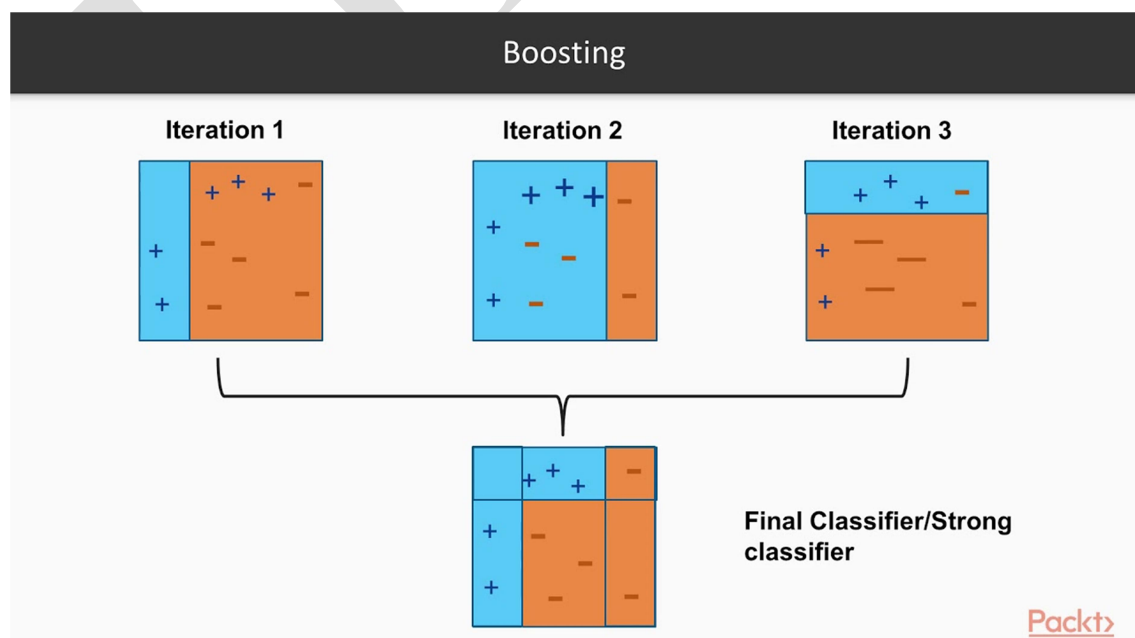 Boosting
Iteration 1
Iteration 2
Iteration 3
Final Classifier/Strong
classifier
Packt>